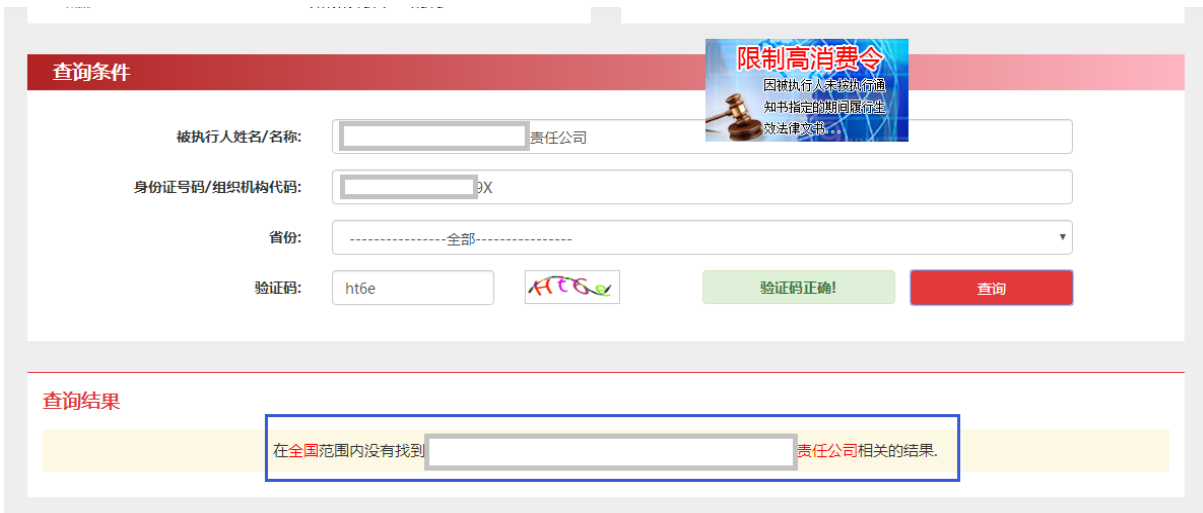 查询条件
限制高消费令
因被执行人未按执行通
知书指定的期间履行生
效法律文书...
被执行人姓名/名称:
责任公司
身份证号码/组织机构代码:
9X
省份:
----------------全部----------------
验证码:
ht6e
Ht6e
验证码正确!
查询
查询结果
在全国范围内没有找到
责任公司相关的结果.